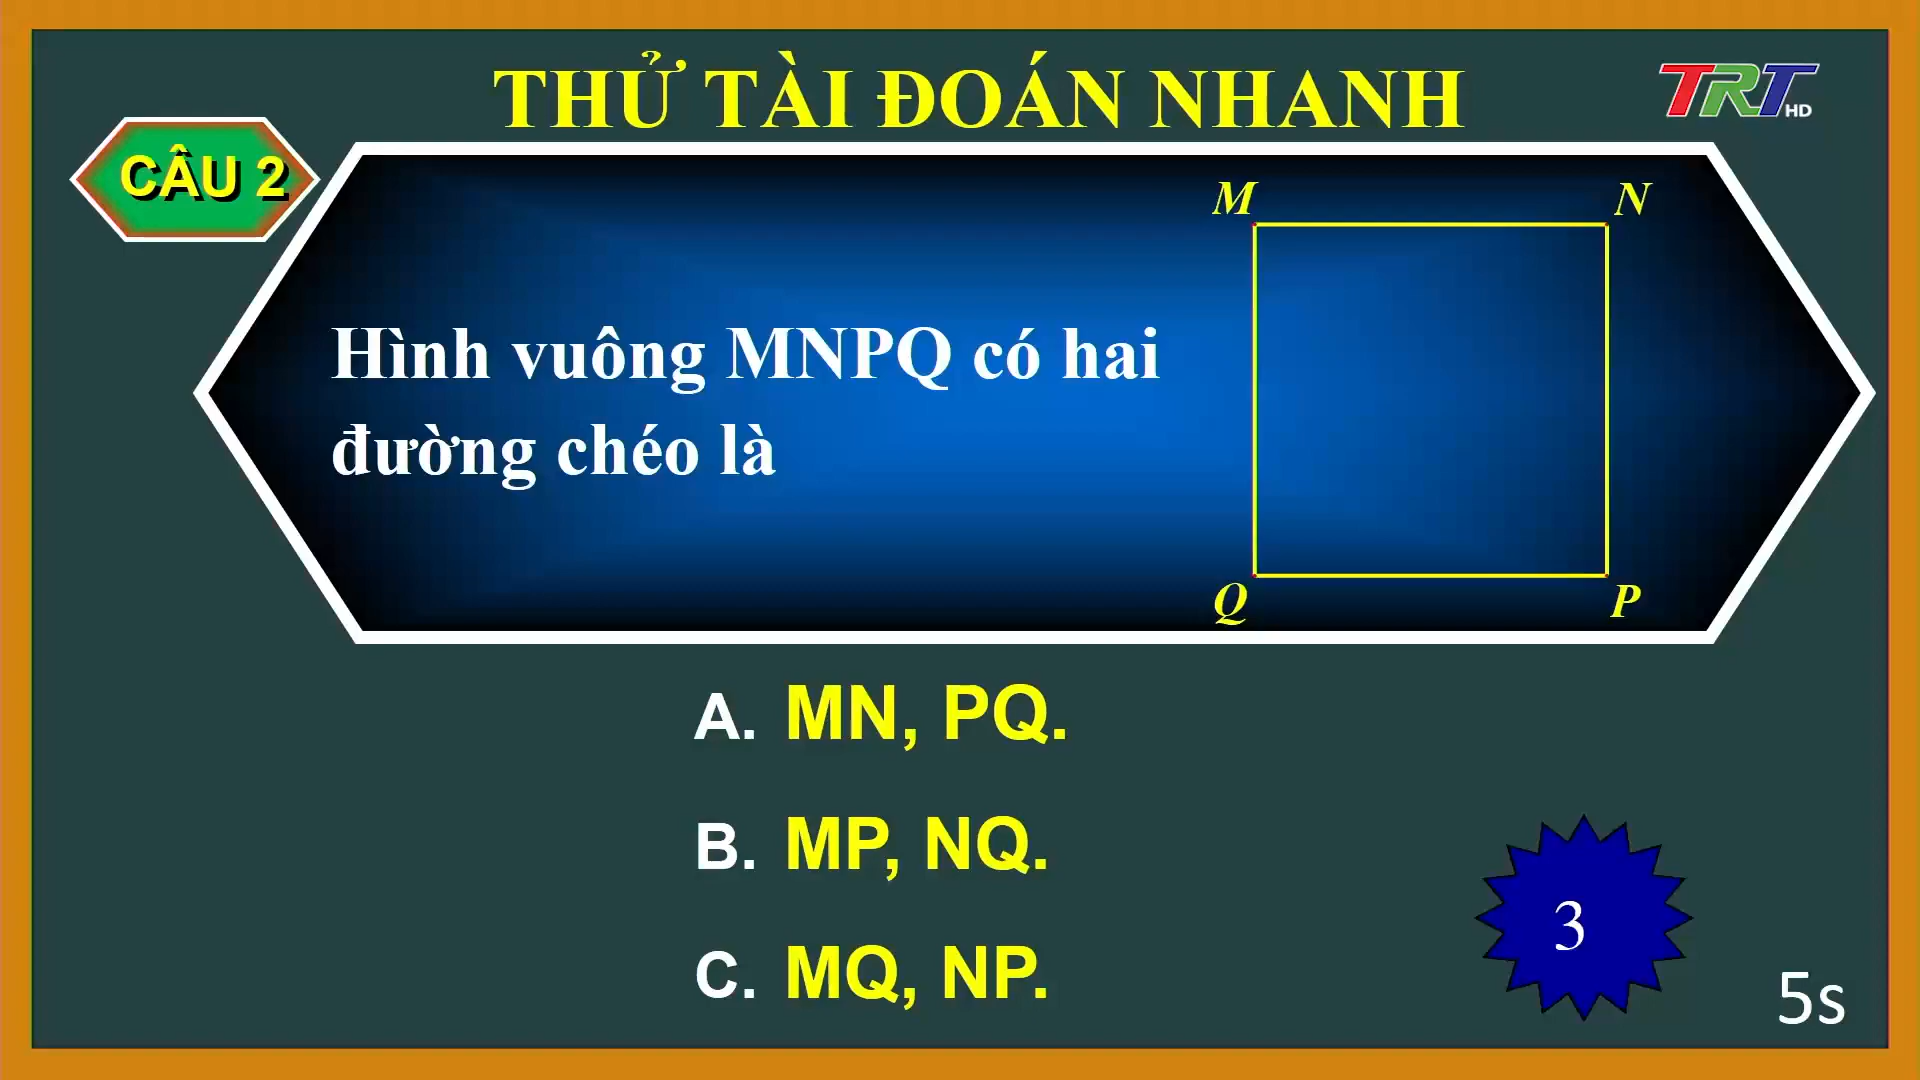 THỬ TÀI ĐOÁN NHANH
TRT HD
CÂU 2
M
N
Hình vuông MNPQ có hai
đường chéo là
Q
P
A. MN, PQ.
B. MP, NQ.
C. MQ, NP.
3
5s